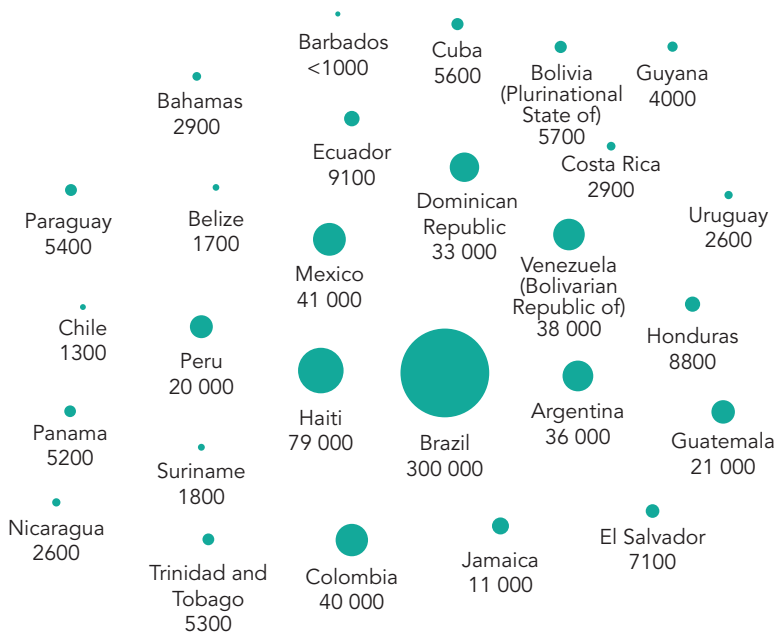 Barbados
<1000
Cuba
5600
Bolivia
(Plurinational
State of)
5700
Guyana
4000
Bahamas
2900
Ecuador
9100
Dominican
Republic
33 000
Costa Rica
2900
Paraguay
5400
Belize
1700
Uruguay
2600
Mexico
41 000
Venezuela
(Bolivarian
Republic of)
38 000
Chile
1300
Peru
20 000
Honduras
8800
Haiti
79 000
Brazil
300 000
Argentina
36 000
Panama
5200
Guatemala
21 000
Suriname
1800
Nicaragua
2600
Trinidad and
Tobago
5300
Colombia
40 000
Jamaica
11 000
El Salvador
7100